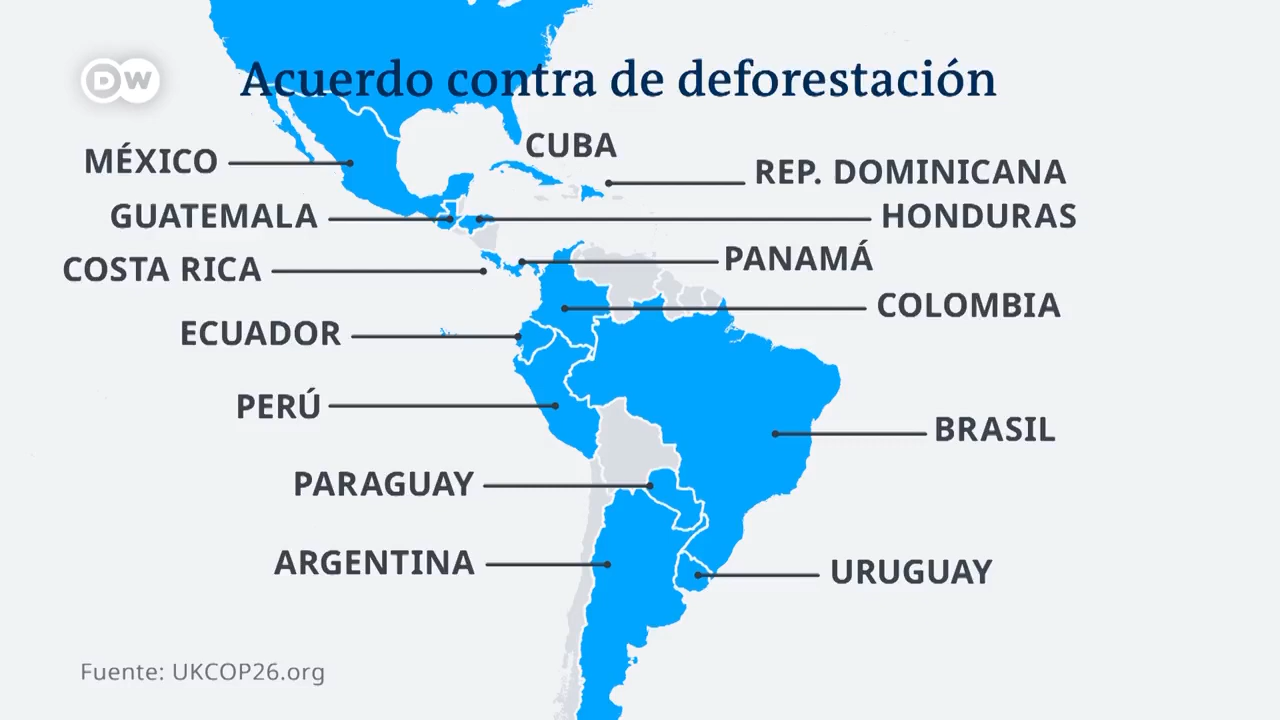 DW
Acuerdo contra de deforestación
CUBA
MÉXICO
REP. DOMINICANA
GUATEMALA
HONDURAS
COSTA RICA
PANAMÁ
COLOMBIA
ECUADOR
PERÚ
BRASIL
PARAGUAY
ARGENTINA
URUGUAY
Fuente: UKCOP26.org